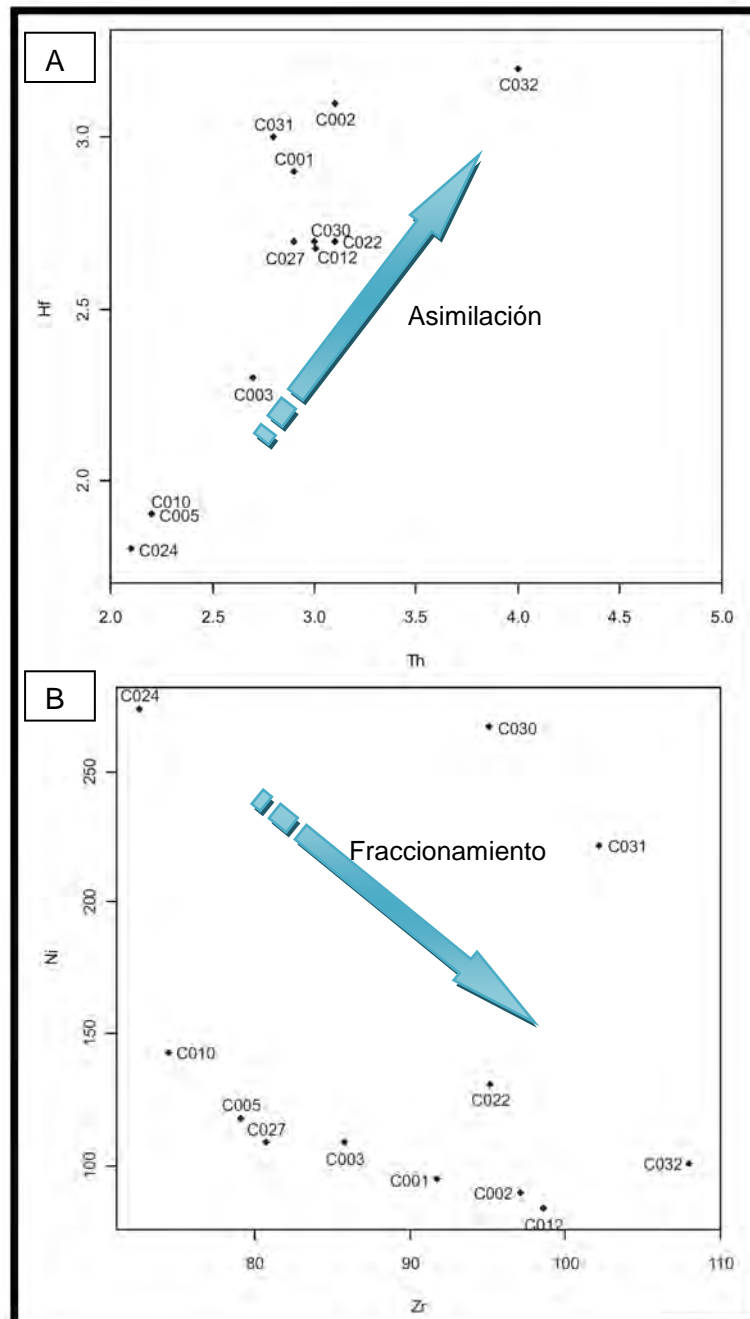 A
C032
C002
C031
C001
C030
C022
C027
C012
Asimilación
C003
C010
C005
C024
Hf
3.0
2.5
2.0
2.0
2.5
3.0
3.5
4.0
4.5
5.0
Th
B
C024
C030
C031
Fraccionamiento
C010
C005
C027
C003
C022
C001
C002
C032
C012
Ni
250
200
150
100
80
90
100
110
Zr